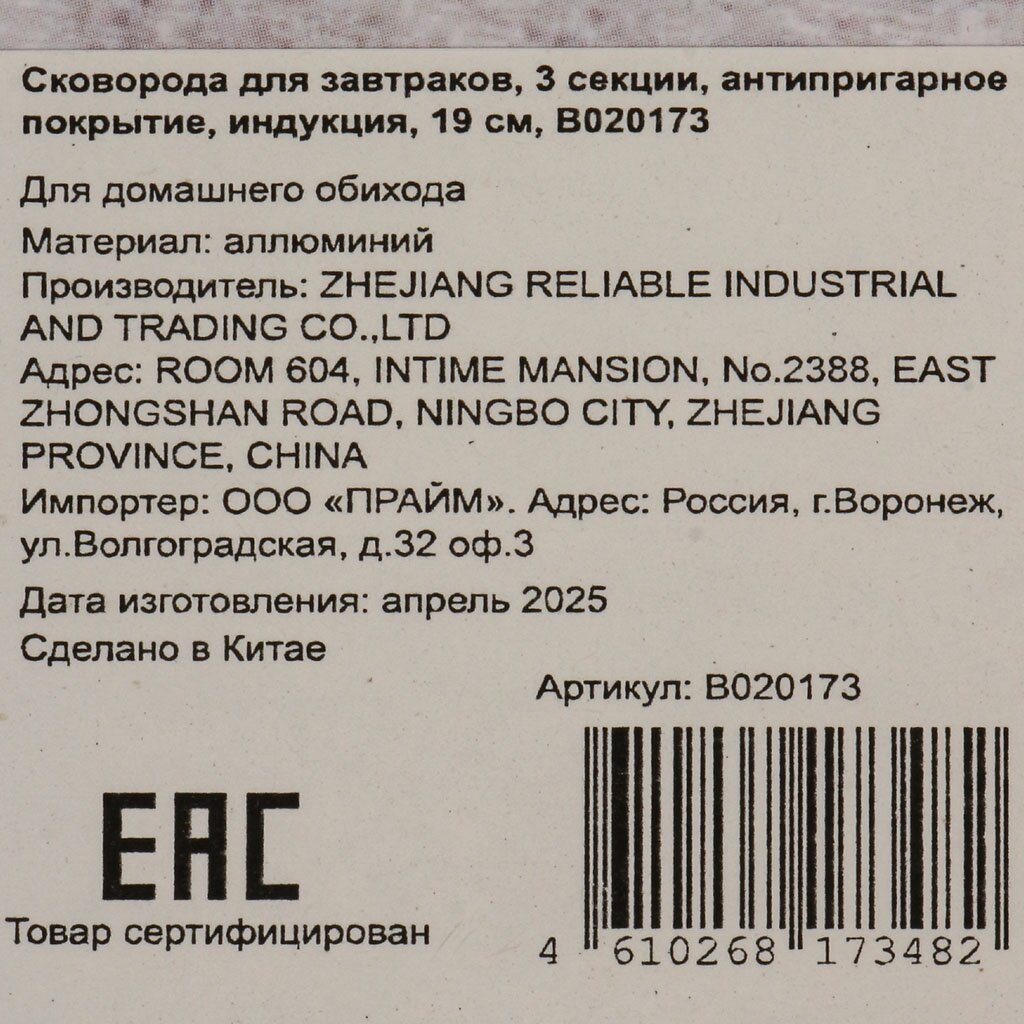 Сковорода для завтраков, 3 секции, антипригарное
покрытие, индукция, 19 см, В020173
Для домашнего обихода
Материал: аллюминий
Производитель: ZHEJIANG RELIABLE INDUSTRIAL
AND TRADING CO.,LTD
Адрес: ROOM 604, INTIME MANSION, No.2388, EAST
ZHONGSHAN ROAD, NINGBO CITY, ZHEJIANG
PROVINCE, CHINA
Импортер: ООО «ПРАЙМ». Адрес: Россия, г.Воронеж,
ул.Волгоградская, д.32 оф.3
Дата изготовления: апрель 2025
Сделано в Китае
Артикул: В020173
EAC
Товар сертифицирован
4 610268 173482